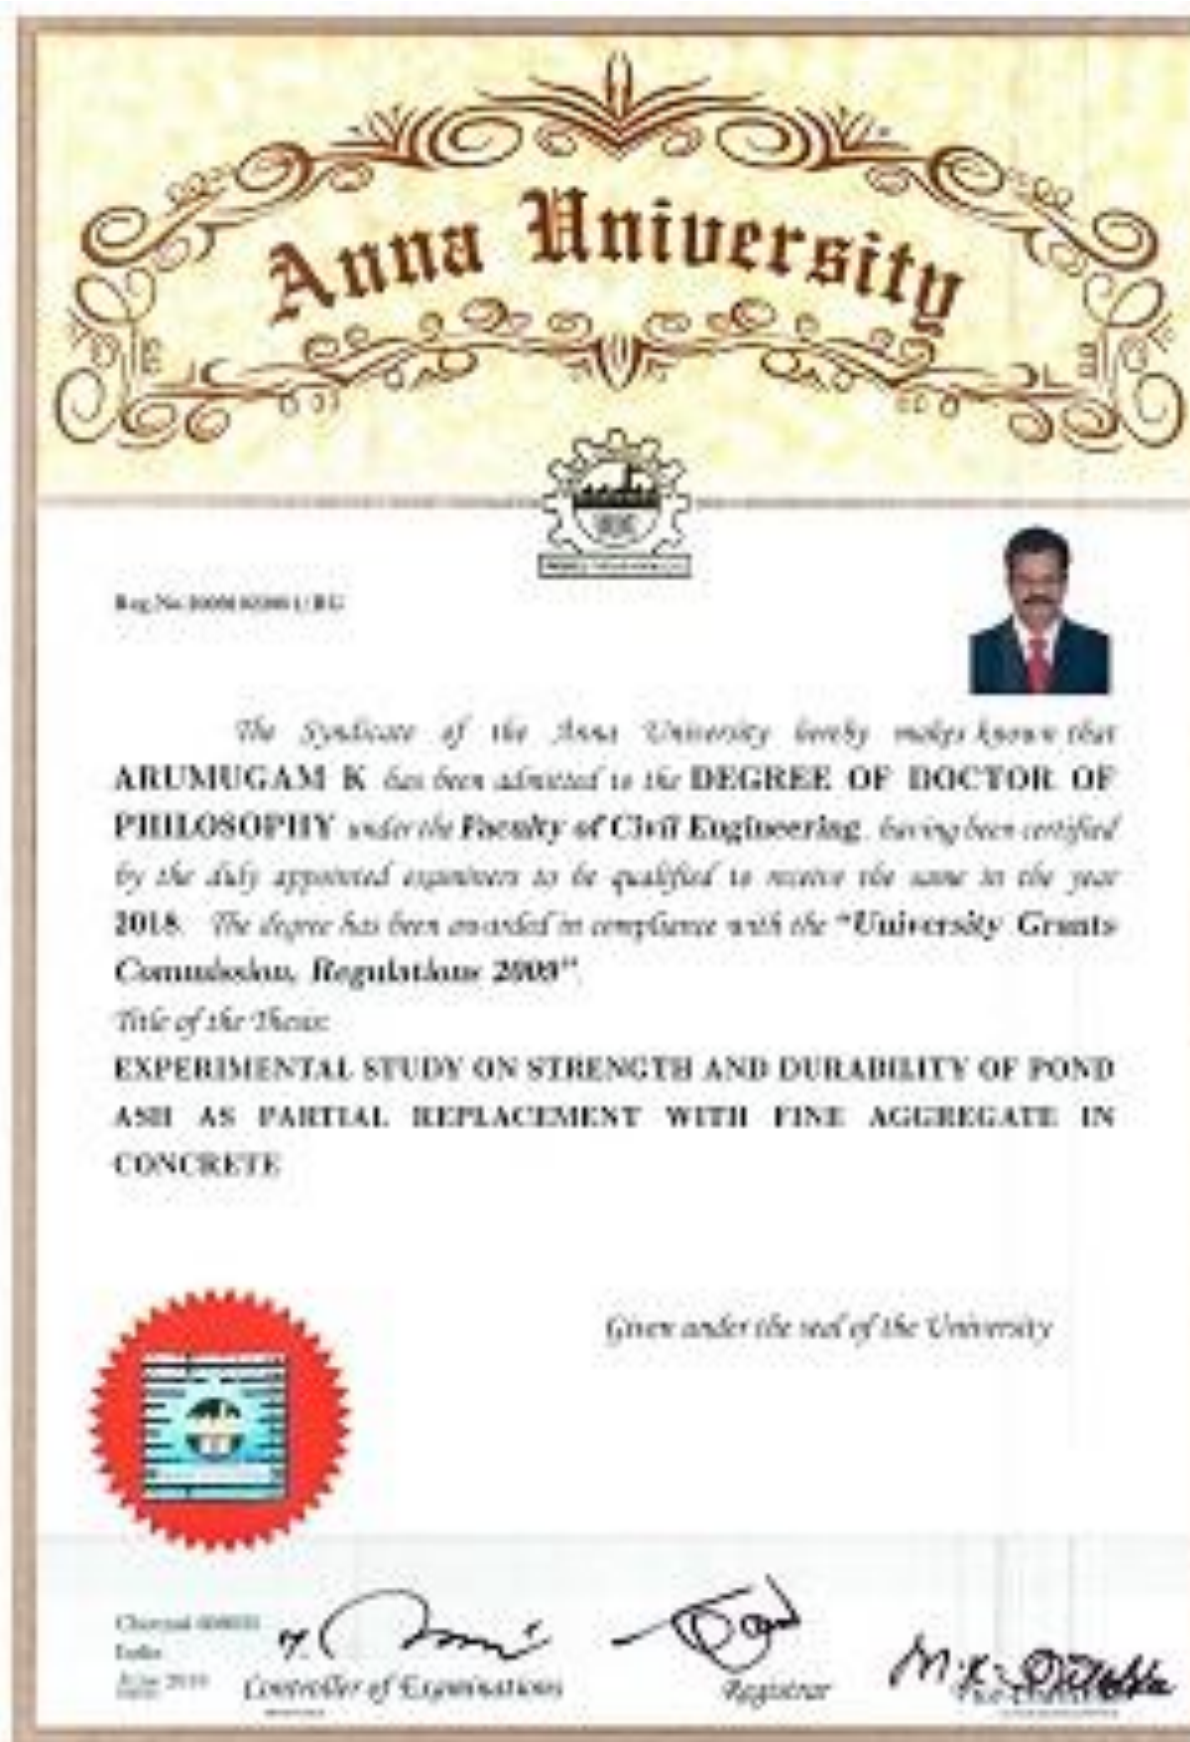 Anna University
Reg.No.
The Syndicate of the Anna University hereby makes known that
ARUMUGAM K has been admitted to the DEGREE OF DOCTOR OF
PHILOSOPHY under the Faculty of Civil Engineering, having been certified
by the duly appointed examiners to be qualified to receive the same in the year
2018. The degree has been awarded in compliance with the "University Grants
Commission, Regulations 2009".
Title of the Thesis:
EXPERIMENTAL STUDY ON STRENGTH AND DURABILITY OF POND
ASH AS PARTIAL REPLACEMENT WITH FINE AGGREGATE IN
CONCRETE
Given under the seal of the University
Chennai
India
Controller of Examinations
Registrar